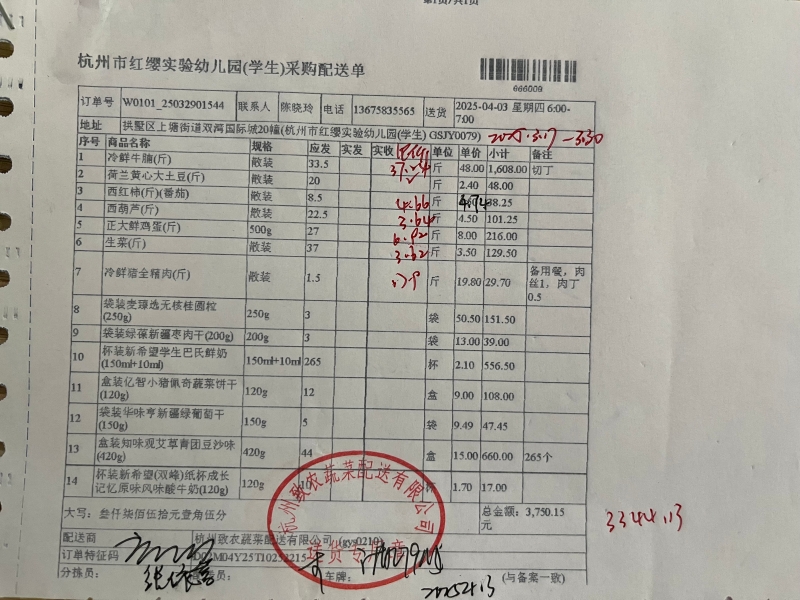 第1页/共1页
杭州市红缨实验幼儿园(学生)采购配送单
666009
订单号 W0101_25032901544 联系人 陈晓玲 电话 13675835565 送货 2025-04-03 星期四 6:00-7:00
地址 拱墅区上塘街道双湾国际城20幢(杭州市红缨实验幼儿园(学生) GSJY0079) 2025.3.17-3.30
序号 商品名称 规格 应发 实发 实收 单位 单价 小计 备注
1 冷鲜牛腩(斤) 散装 33.5 斤 48.00 1,608.00 切丁
2 荷兰黄心大土豆(斤) 散装 20 斤 2.40 48.00
3 西红柿(斤)(番茄) 散装 8.5 4.66 斤 38.25
4 西葫芦(斤) 散装 22.5 3.64 斤 4.50 101.25
5 正大鲜鸡蛋(斤) 500g 27 6.92 斤 8.00 216.00
6 生菜(斤) 散装 37 3.62 斤 3.50 129.50
7 冷鲜猪全精肉(斤) 散装 1.5 斤 19.80 29.70 备用餐，肉丝1，肉丁0.5
8 袋装麦臻选无核桂圆粒(250g) 250g 3 袋 50.50 151.50
9 袋装绿葆新疆枣肉干(200g) 200g 3 袋 13.00 39.00
10 杯装新希望学生巴氏鲜奶(150ml+10ml) 150ml+10ml 265 杯 2.10 556.50
11 盒装亿智小猪佩奇蔬菜饼干(120g) 120g 12 盒 9.00 108.00
12 袋装华味亨新疆绿葡萄干(150g) 150g 5 袋 9.49 47.45
13 盒装知味观艾草青团豆沙味(420g) 420g 44 盒 15.00 660.00 265个
14 杯装新希望(双峰)纸杯成长记忆原味风味酸牛奶(120g) 120g 10 杯 1.70 17.00
大写：叁仟柒佰伍拾元壹角伍分 总金额：3,750.15元
3344.13
配送商 杭州致农蔬菜配送有限公司 (gys0210)
订单特征码
分拣员： 车牌： (与备案一致)
杭州致农蔬菜配送有限公司